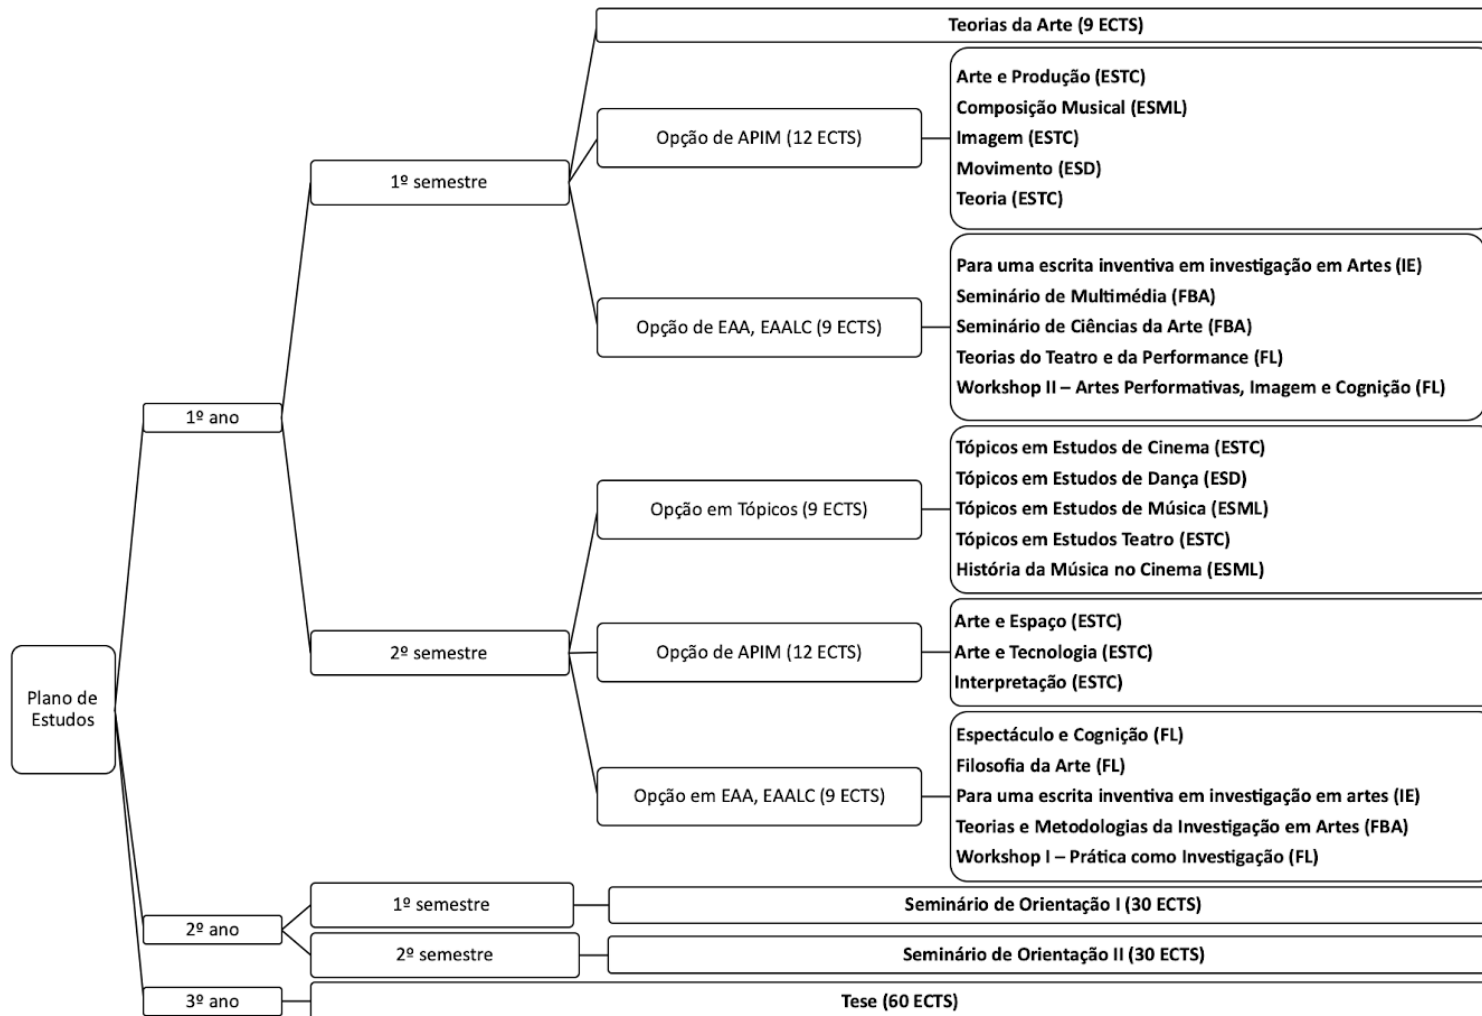 Plano de
Estudos
1º ano
1º semestre
Teorias da Arte (9 ECTS)
Opção de APIM (12 ECTS)
Arte e Produção (ESTC)
Composição Musical (ESML)
Imagem (ESTC)
Movimento (ESD)
Teoria (ESTC)
Opção de EAA, EAALC (9 ECTS)
Para uma escrita inventiva em investigação em Artes (IE)
Seminário de Multimédia (FBA)
Seminário de Ciências da Arte (FBA)
Teorias do Teatro e da Performance (FL)
Workshop II – Artes Performativas, Imagem e Cognição (FL)
2º semestre
Opção em Tópicos (9 ECTS)
Tópicos em Estudos de Cinema (ESTC)
Tópicos em Estudos de Dança (ESD)
Tópicos em Estudos de Música (ESML)
Tópicos em Estudos Teatro (ESTC)
História da Música no Cinema (ESML)
Opção de APIM (12 ECTS)
Arte e Espaço (ESTC)
Arte e Tecnologia (ESTC)
Interpretação (ESTC)
Opção em EAA, EAALC (9 ECTS)
Espectáculo e Cognição (FL)
Filosofia da Arte (FL)
Para uma escrita inventiva em investigação em artes (IE)
Teorias e Metodologias da Investigação em Artes (FBA)
Workshop I – Prática como Investigação (FL)
2º ano
1º semestre
Seminário de Orientação I (30 ECTS)
2º semestre
Seminário de Orientação II (30 ECTS)
3º ano
Tese (60 ECTS)